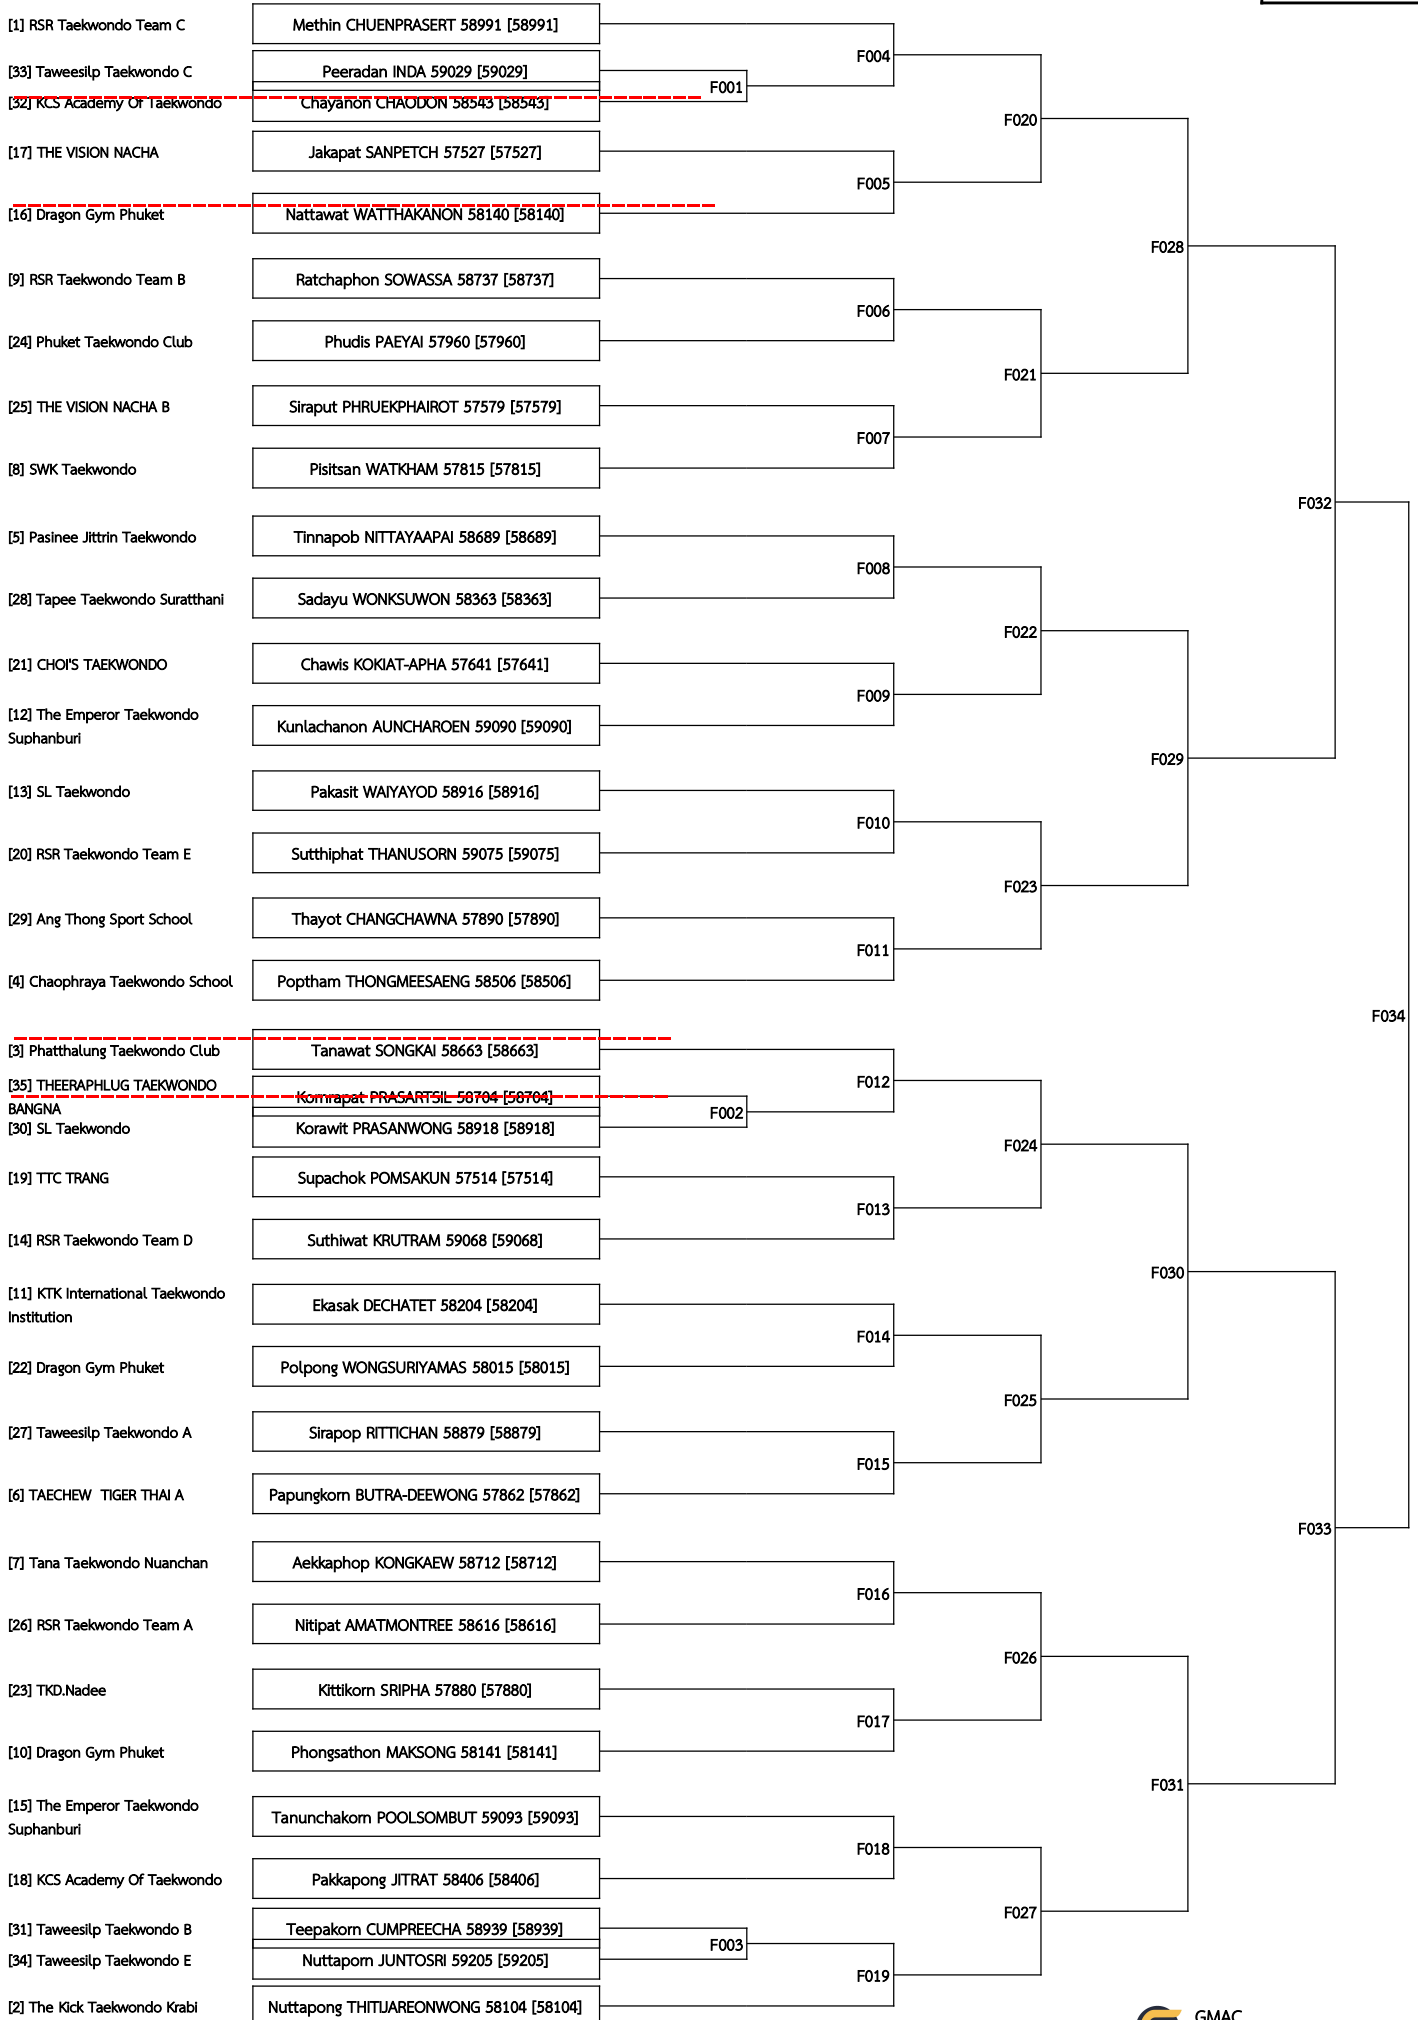 [1] RSR Taekwondo Team C
Methin CHUENPRASERT 58991 [58991]
F004
[33] Taweesilp Taekwondo C
Peeradan INDA 59029 [59029]
F001
[32] KCS Academy Of Taekwondo
Chayanon CHAODON 58543 [58543]
F020
[17] THE VISION NACHA
Jakapat SANPETCH 57527 [57527]
F005
[16] Dragon Gym Phuket
Nattawat WATTHAKANON 58140 [58140]
F028
[9] RSR Taekwondo Team B
Ratchaphon SOWASSA 58737 [58737]
F006
[24] Phuket Taekwondo Club
Phudis PAEYAI 57960 [57960]
F021
[25] THE VISION NACHA B
Siraput PHRUEKPHAIROT 57579 [57579]
F007
[8] SWK Taekwondo
Pisitsan WATKHAM 57815 [57815]
F032
[5] Pasinee Jittrin Taekwondo
Tinnapob NITTAYAAPAI 58689 [58689]
F008
[28] Tapee Taekwondo Suratthani
Sadayu WONKSUWON 58363 [58363]
F022
[21] CHOI'S TAEKWONDO
Chawis KOKIAT-APHA 57641 [57641]
F009
[12] The Emperor Taekwondo
Suphanburi
Kunlachanon AUNCHAROEN 59090 [59090]
F029
[13] SL Taekwondo
Pakasit WAIYAYOD 58916 [58916]
F010
[20] RSR Taekwondo Team E
Sutthiphat THANUSORN 59075 [59075]
F023
[29] Ang Thong Sport School
Thayot CHANGCHAWNA 57890 [57890]
F011
[4] Chaophraya Taekwondo School
Poptham THONGMEESAENG 58506 [58506]
F034
[3] Phatthalung Taekwondo Club
Tanawat SONGKAI 58663 [58663]
F012
[35] THEERAPHLUG TAEKWONDO
BANGNA
Komrapat PRASARTSIL 58704 [58704]
F002
[30] SL Taekwondo
Korawit PRASANWONG 58918 [58918]
F024
[19] TTC TRANG
Supachok POMSAKUN 57514 [57514]
F013
[14] RSR Taekwondo Team D
Suthiwat KRUTRAM 59068 [59068]
F030
[11] KTK International Taekwondo
Institution
Ekasak DECHATET 58204 [58204]
F014
[22] Dragon Gym Phuket
Polpong WONGSURIYAMAS 58015 [58015]
F025
[27] Taweesilp Taekwondo A
Sirapop RITTICHAN 58879 [58879]
F015
[6] TAECHEW  TIGER THAI A
Papungkorn BUTRA-DEEWONG 57862 [57862]
F033
[7] Tana Taekwondo Nuanchan
Aekkaphop KONGKAEW 58712 [58712]
F016
[26] RSR Taekwondo Team A
Nitipat AMATMONTREE 58616 [58616]
F026
[23] TKD.Nadee
Kittikorn SRIPHA 57880 [57880]
F017
[10] Dragon Gym Phuket
Phongsathon MAKSONG 58141 [58141]
F031
[15] The Emperor Taekwondo
Suphanburi
Tanunchakorn POOLSOMBUT 59093 [59093]
F018
[18] KCS Academy Of Taekwondo
Pakkapong JITRAT 58406 [58406]
F027
[31] Taweesilp Taekwondo B
Teepakorn CUMPREECHA 58939 [58939]
F003
[34] Taweesilp Taekwondo E
Nuttaporn JUNTOSRI 59205 [59205]
F019
[2] The Kick Taekwondo Krabi
Nuttapong THITIJAREONWONG 58104 [58104]
GMAC